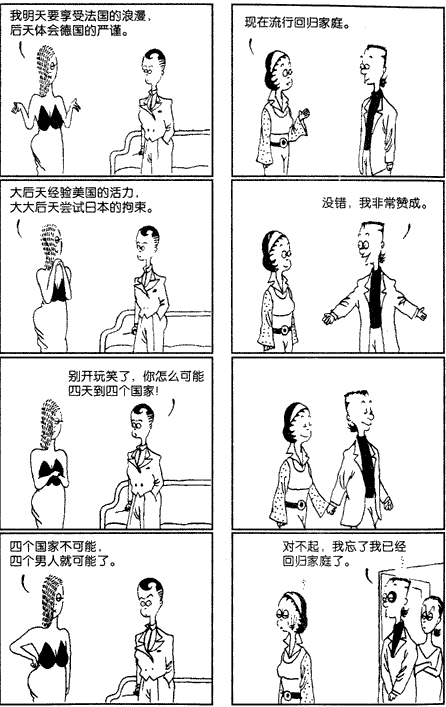 我明天要享受法国的浪漫，
后天体会德国的严谨。
大后天经验美国的活力，
大大后天尝试日本的拘束。
别开玩笑了，你怎么可能
四天到四个国家！
四个国家不可能，
四个男人就可能了。
现在流行回归家庭。
没错，我非常赞成。
对不起，我忘了我已经
回归家庭了。